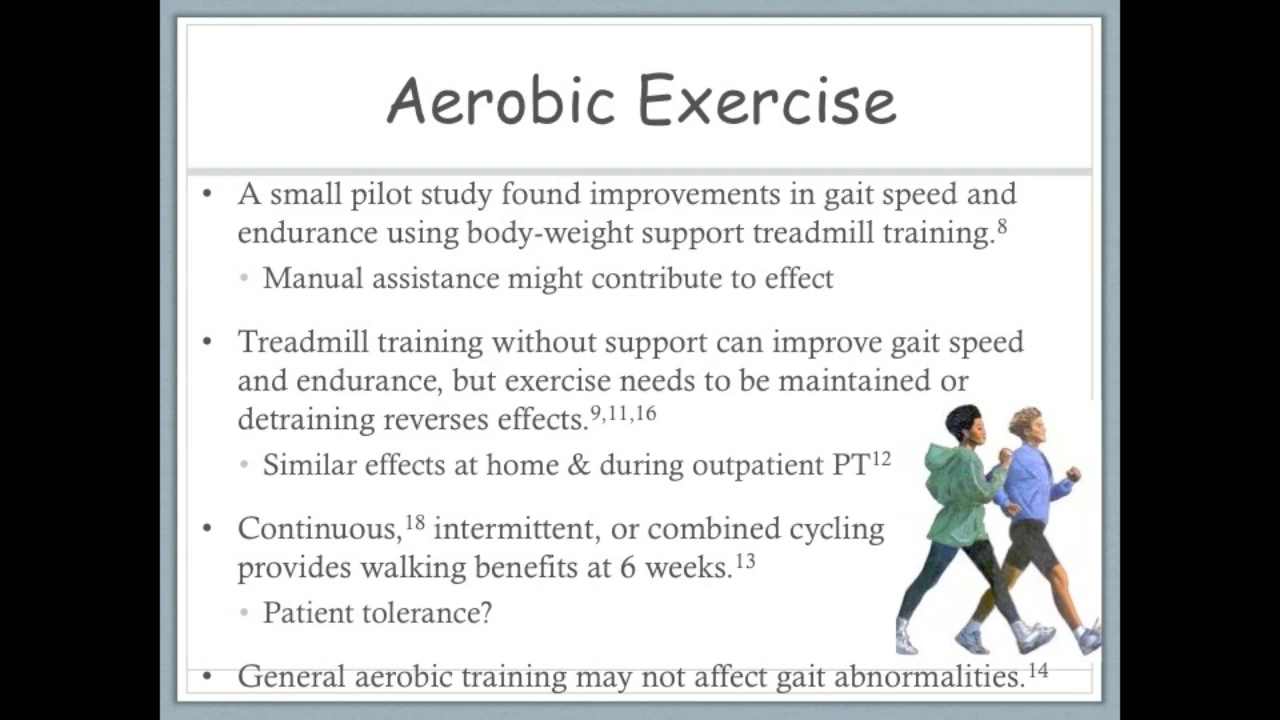 Aerobic Exercise
• A small pilot study found improvements in gait speed and
endurance using body-weight support treadmill training.⁸
• Manual assistance might contribute to effect
• Treadmill training without support can improve gait speed
and endurance, but exercise needs to be maintained or
detraining reverses effects.⁹,¹¹,¹⁶
• Similar effects at home & during outpatient PT¹²
• Continuous,¹⁸ intermittent, or combined cycling
provides walking benefits at 6 weeks.¹³
• Patient tolerance?
• General aerobic training may not affect gait abnormalities.¹⁴